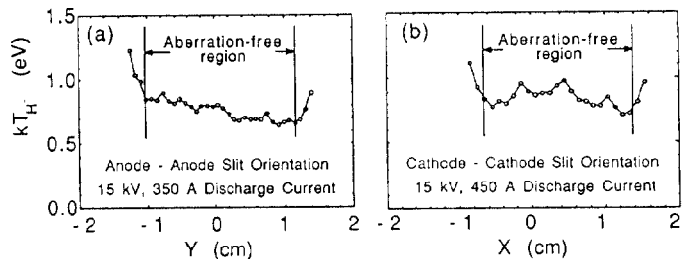 1.5
1.0
0.5
0.0
kT_H⁻ (eV)
(a)
Aberration-free
region
Anode - Anode Slit Orientation
15 kV, 350 A Discharge Current
- 2 - 1 0 1 2
Y (cm)
(b)
Aberration-free
region
Cathode - Cathode Slit Orientation
15 kV, 450 A Discharge Current
- 2 - 1 0 1 2
X (cm)